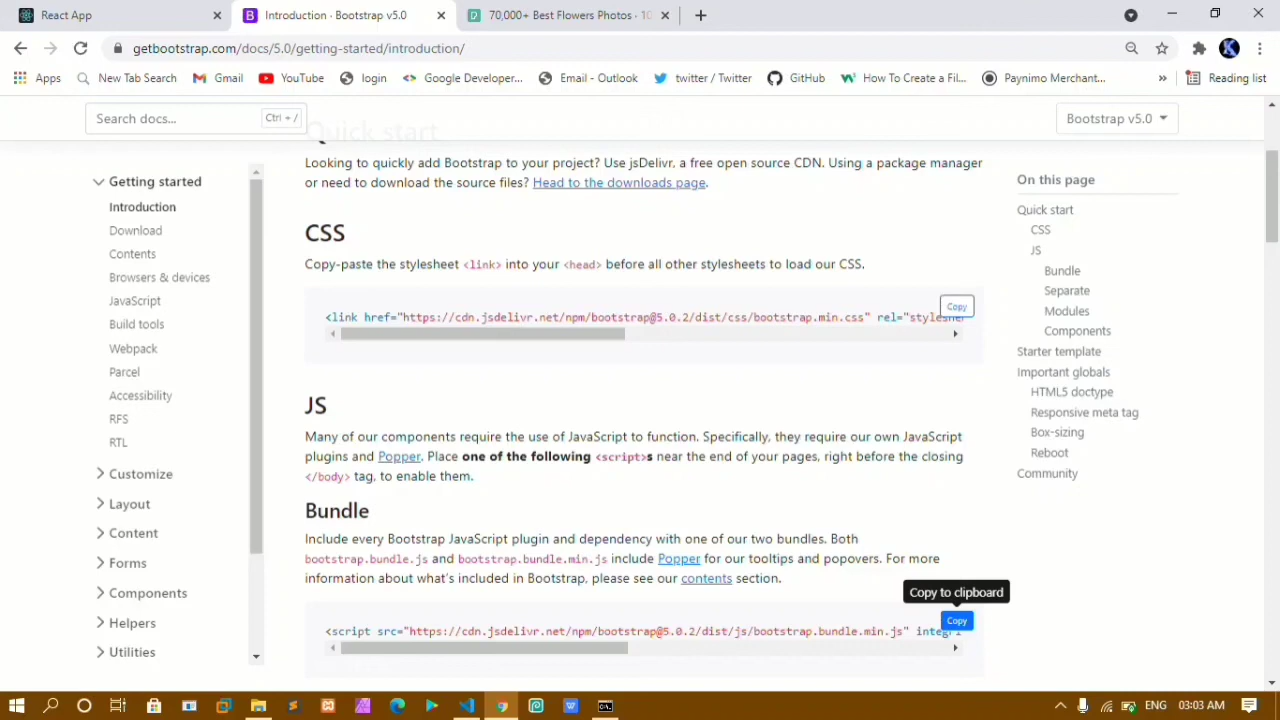 React App
Introduction · Bootstrap v5.0
70,000+ Best Flowers Photos · 10
getbootstrap.com/docs/5.0/getting-started/introduction/
Apps
New Tab Search
Gmail
YouTube
login
Google Developer...
Email - Outlook
twitter / Twitter
GitHub
How To Create a Fil...
Paynimo Merchant...
»
Reading list
Search docs...
Ctrl + /
Bootstrap v5.0
Getting started
Introduction
Download
Contents
Browsers & devices
JavaScript
Build tools
Webpack
Parcel
Accessibility
RFS
RTL
Customize
Layout
Content
Forms
Components
Helpers
Utilities
Quick start
Looking to quickly add Bootstrap to your project? Use jsDelivr, a free open source CDN. Using a package manager
or need to download the source files? Head to the downloads page.
CSS
Copy-paste the stylesheet <link> into your <head> before all other stylesheets to load our CSS.
Copy
<link href="https://cdn.jsdelivr.net/npm/bootstrap@5.0.2/dist/css/bootstrap.min.css" rel="styleshe
JS
Many of our components require the use of JavaScript to function. Specifically, they require our own JavaScript
plugins and Popper. Place one of the following <script>s near the end of your pages, right before the closing
</body> tag, to enable them.
Bundle
Include every Bootstrap JavaScript plugin and dependency with one of our two bundles. Both
bootstrap.bundle.js and bootstrap.bundle.min.js include Popper for our tooltips and popovers. For more
information about what's included in Bootstrap, please see our contents section.
Copy to clipboard
Copy
<script src="https://cdn.jsdelivr.net/npm/bootstrap@5.0.2/dist/js/bootstrap.bundle.min.js" integri
On this page
Quick start
CSS
JS
Bundle
Separate
Modules
Components
Starter template
Important globals
HTML5 doctype
Responsive meta tag
Box-sizing
Reboot
Community
ENG
03:03 AM